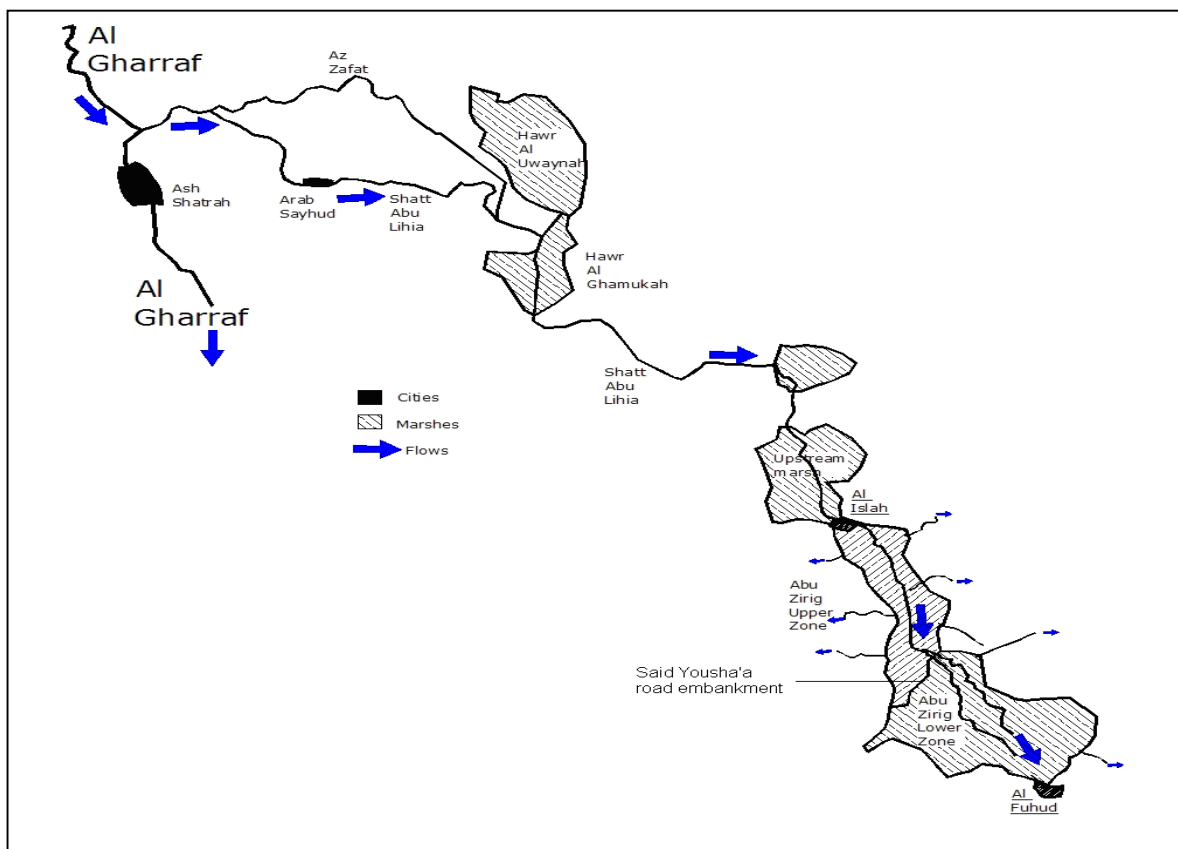 Al
Gharraf
Az
Zafat
Hawr
Al
Uwaynah
Ash
Shatrah
Arab
Sayhud
Shatt
Abu
Lihia
Hawr
Al
Ghamukah
Al
Gharraf
Shatt
Abu
Lihia
Cities
Marshes
Flows
Upstream
marsh
Al
Islah
Abu
Zirig
Upper
Zone
Said Yousha'a
road embankment
Abu
Zirig
Lower
Zone
Al
Fuhud